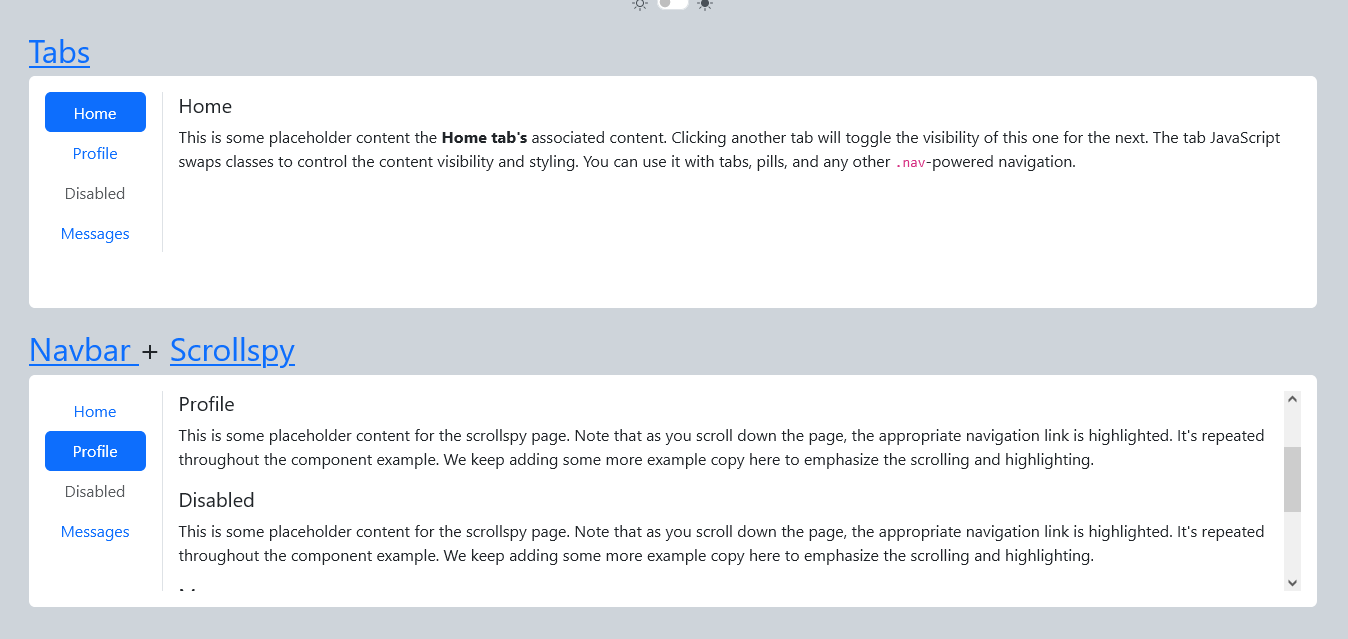 Tabs
Home
Profile
Disabled
Messages
Home
This is some placeholder content the Home tab's associated content. Clicking another tab will toggle the visibility of this one for the next. The tab JavaScript
swaps classes to control the content visibility and styling. You can use it with tabs, pills, and any other .nav-powered navigation.
Navbar + Scrollspy
Home
Profile
Disabled
Messages
Profile
This is some placeholder content for the scrollspy page. Note that as you scroll down the page, the appropriate navigation link is highlighted. It's repeated
throughout the component example. We keep adding some more example copy here to emphasize the scrolling and highlighting.
Disabled
This is some placeholder content for the scrollspy page. Note that as you scroll down the page, the appropriate navigation link is highlighted. It's repeated
throughout the component example. We keep adding some more example copy here to emphasize the scrolling and highlighting.